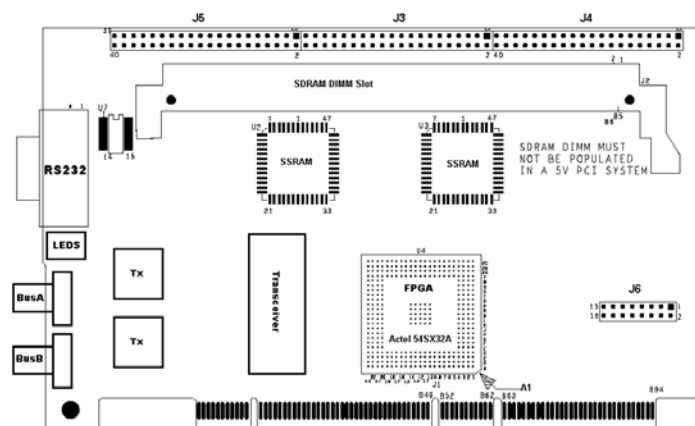 J5
J3
J4
40
2
2
40
2
SDRAM DIMM Slot
2
1
J2
* 1
U7
U2
7
1
47
U3
7
1
47
B6
85
14
15
RS232
SSRAM
SSRAM
SDRAM DIMM MUST
NOT BE POPULATED
IN A 5V PCI SYSTEM
21
33
21
33
LEDS
U4
Tx
Transceiver
FPGA
J6
BusA
15
1
16
2
Tx
Actel 54SX32A
BusB
J1
A1
B49
B52
B62
B63
B94